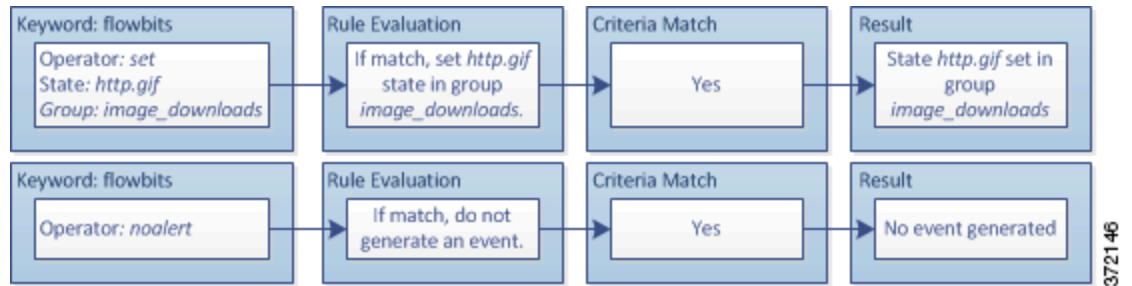 Keyword: flowbits
Operator: set
State: http.gif
Group: image_downloads
Rule Evaluation
If match, set http.gif
state in group
image_downloads.
Criteria Match
Yes
Result
State http.gif set in
group
image_downloads
Keyword: flowbits
Operator: noalert
Rule Evaluation
If match, do not
generate an event.
Criteria Match
Yes
Result
No event generated
372146